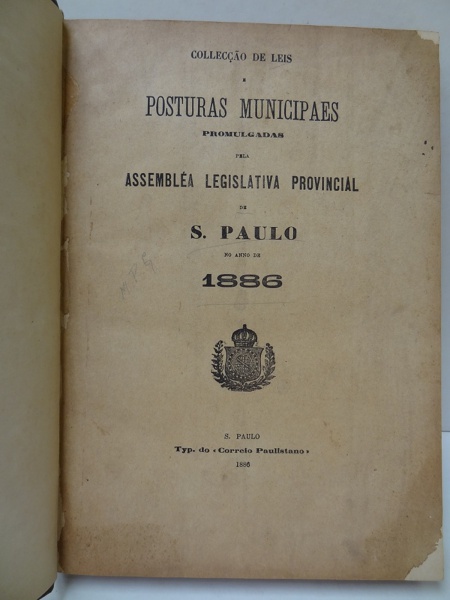 COLLECÇÃO DE LEIS
E
POSTURAS MUNICIPAES
PROMULGADAS
PELA
ASSEMBLÉA LEGISLATIVA PROVINCIAL
DE
S. PAULO
NO ANNO DE
1886
S. PAULO
Typ. do «Correio Paulistano»
1886